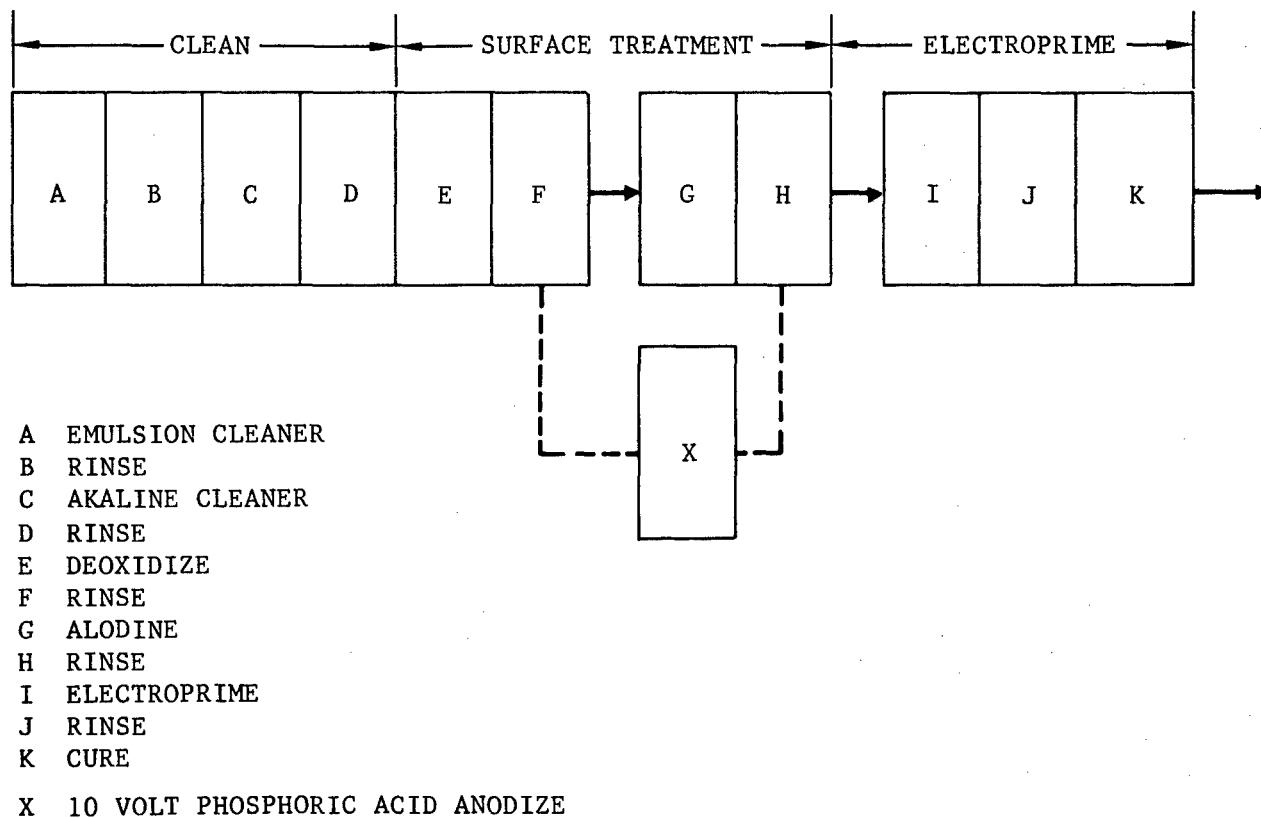 CLEAN SURFACE TREATMENT ELECTROPRIME
A B C D E F G H I J K
X
A EMULSION CLEANER
B RINSE
C AKALINE CLEANER
D RINSE
E DEOXIDIZE
F RINSE
G ALODINE
H RINSE
I ELECTROPRIME
J RINSE
K CURE
X 10 VOLT PHOSPHORIC ACID ANODIZE